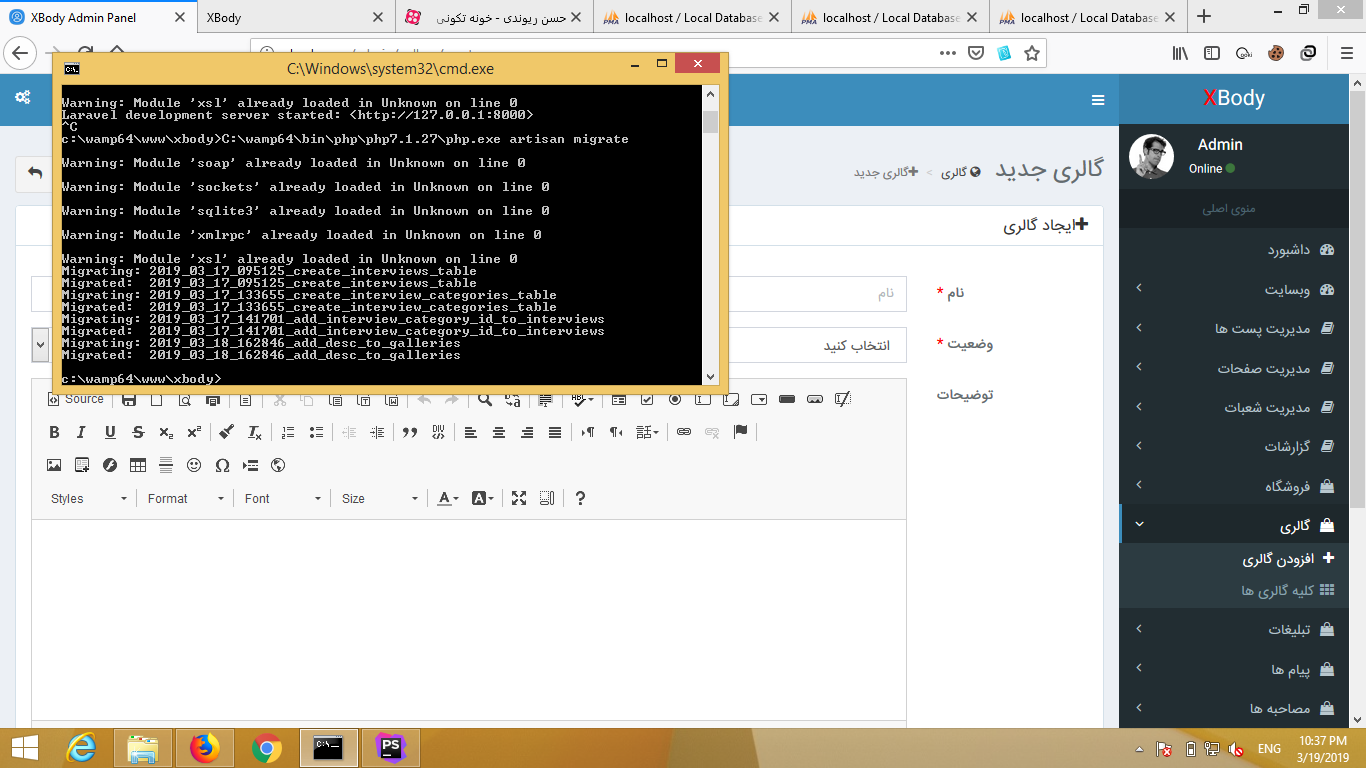 XBody Admin Panel
XBody
حسن ریوندی - خونه تکونی
localhost / Local Database
localhost / Local Database
localhost / Local Database
C:\Windows\system32\cmd.exe
Warning: Module 'xsl' already loaded in Unknown on line 0
Laravel development server started: <http://127.0.0.1:8000>
^C
c:\wamp64\www\xbody>C:\wamp64\bin\php\php7.1.27\php.exe artisan migrate
Warning: Module 'soap' already loaded in Unknown on line 0
Warning: Module 'sockets' already loaded in Unknown on line 0
Warning: Module 'sqlite3' already loaded in Unknown on line 0
Warning: Module 'xmlrpc' already loaded in Unknown on line 0
Warning: Module 'xsl' already loaded in Unknown on line 0
Migrating: 2019_03_17_095125_create_interviews_table
Migrated:  2019_03_17_095125_create_interviews_table
Migrating: 2019_03_17_133655_create_interview_categories_table
Migrated:  2019_03_17_133655_create_interview_categories_table
Migrating: 2019_03_17_141701_add_interview_category_id_to_interviews
Migrated:  2019_03_17_141701_add_interview_category_id_to_interviews
Migrating: 2019_03_18_162846_add_desc_to_galleries
Migrated:  2019_03_18_162846_add_desc_to_galleries
c:\wamp64\www\xbody>
XBody
Admin
Online
منوی اصلی
داشبورد
وبسایت
مدیریت پست ها
مدیریت صفحات
مدیریت شعبات
گزارشات
فروشگاه
گالری
افزودن گالری
کلیه گالری ها
تبلیغات
پیام ها
مصاحبه ها
گالری جدید
گالری > گالری جدید
ایجاد گالری
نام *
نام
وضعیت *
انتخاب کنید
توضیحات
Source
Styles Format Font Size
ENG
10:37 PM
3/19/2019